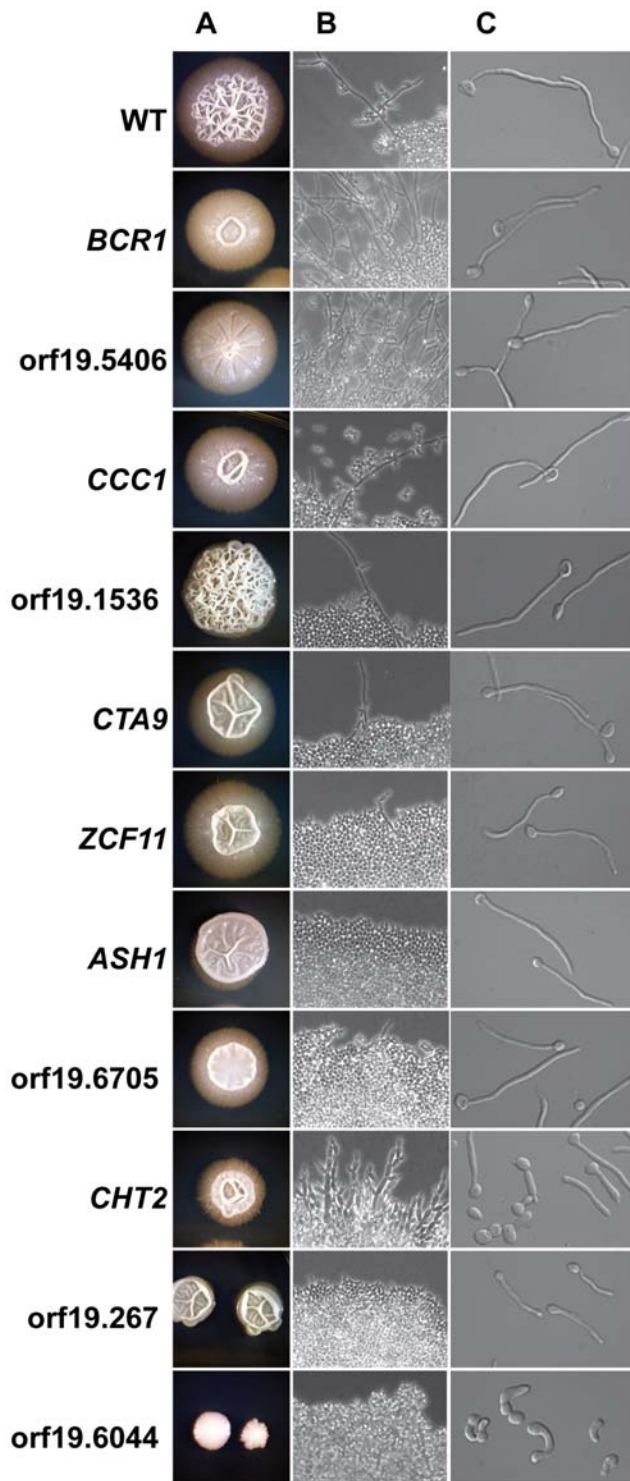 A B C
WT
BCR1
orf19.5406
CCC1
orf19.1536
CTA9
ZCF11
ASH1
orf19.6705
CHT2
orf19.267
orf19.6044